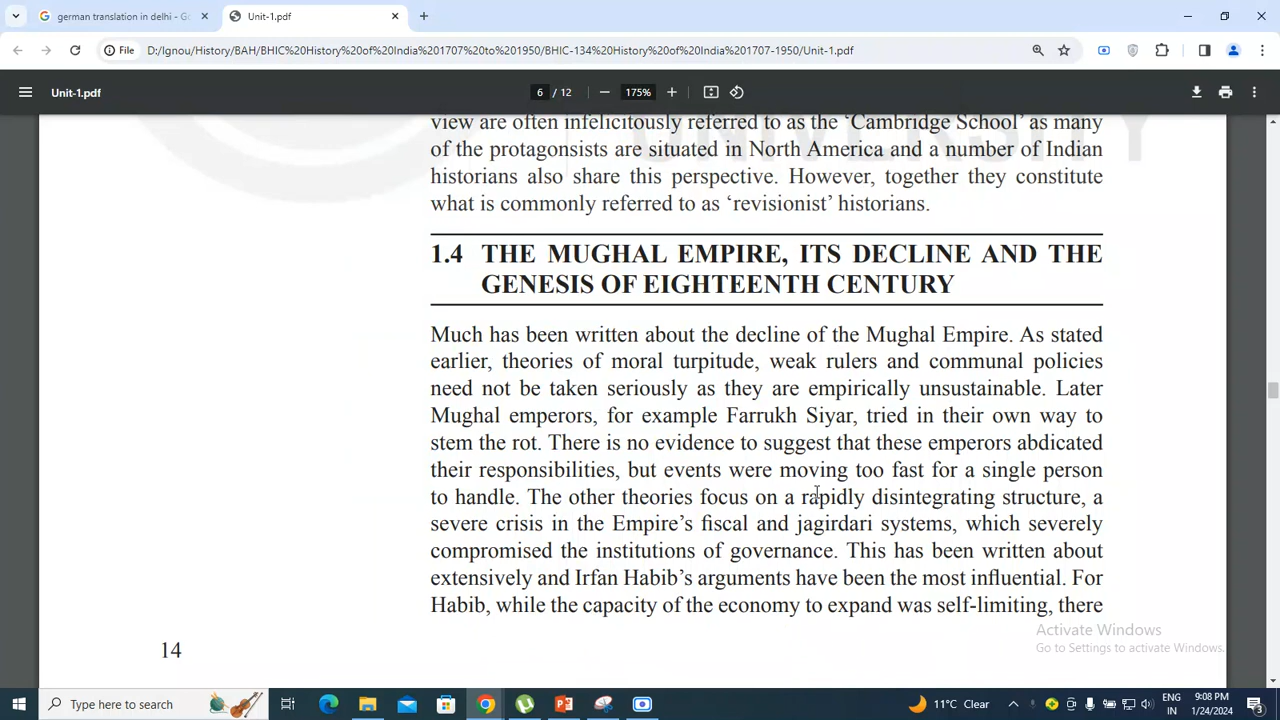 german translation in delhi - G
Unit-1.pdf
File
D:/Ignou/History/BAH/BHIC%20History%20of%20India%201707%20to%201950/BHIC-134%20History%20of%20India%201707-1950/Unit-1.pdf
Unit-1.pdf
6 / 12
175%
view are often infelicitously referred to as the ‘Cambridge School’ as many
of the protagonsists are situated in North America and a number of Indian
historians also share this perspective. However, together they constitute
what is commonly referred to as ‘revisionist’ historians.
1.4 THE MUGHAL EMPIRE, ITS DECLINE AND THE
GENESIS OF EIGHTEENTH CENTURY
Much has been written about the decline of the Mughal Empire. As stated
earlier, theories of moral turpitude, weak rulers and communal policies
need not be taken seriously as they are empirically unsustainable. Later
Mughal emperors, for example Farrukh Siyar, tried in their own way to
stem the rot. There is no evidence to suggest that these emperors abdicated
their responsibilities, but events were moving too fast for a single person
to handle. The other theories focus on a rapidly disintegrating structure, a
severe crisis in the Empire’s fiscal and jagirdari systems, which severely
compromised the institutions of governance. This has been written about
extensively and Irfan Habib’s arguments have been the most influential. For
Habib, while the capacity of the economy to expand was self-limiting, there
14
Activate Windows
Go to Settings to activate Windows.
Type here to search
11°C Clear
ENG
IN
9:08 PM
1/24/2024
3